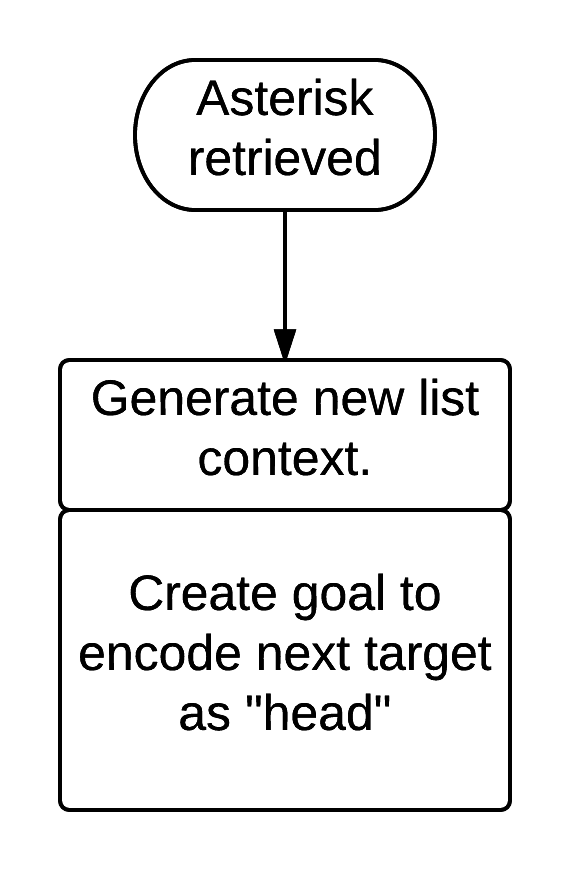 Asterisk
retrieved
Generate new list
context.
Create goal to
encode next target
as "head"